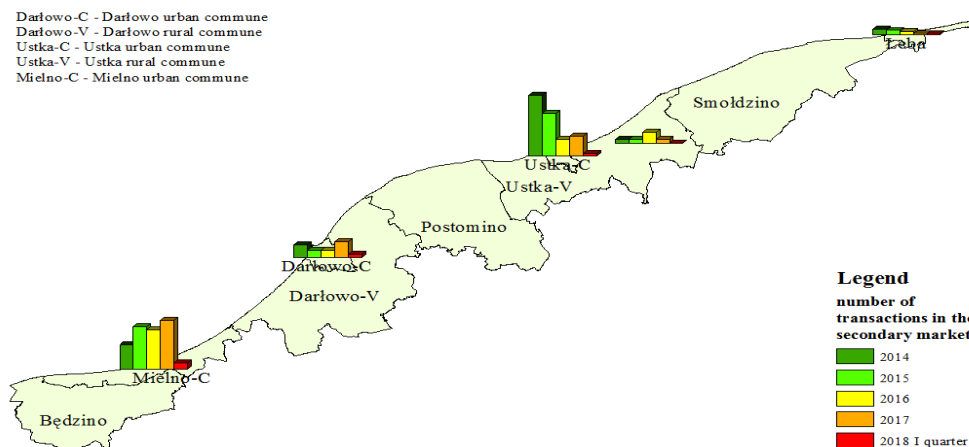 Darłowo-C - Darłowo urban commune
Darłowo-V - Darłowo rural commune
Ustka-C - Ustka urban commune
Ustka-V - Ustka rural commune
Mielno-C - Mielno urban commune
Łeba
Smołdzino
Ustka-C
Ustka-V
Postomino
Darłowo-C
Darłowo-V
Mielno-C
Będzino
Legend
number of
transactions in the
secondary market
2014
2015
2016
2017
2018 I quarter